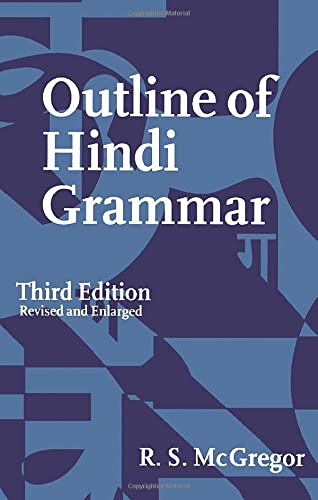 Outline of
Hindi
Grammar
ग
Third Edition
Revised and Enlarged
R. S. McGregor